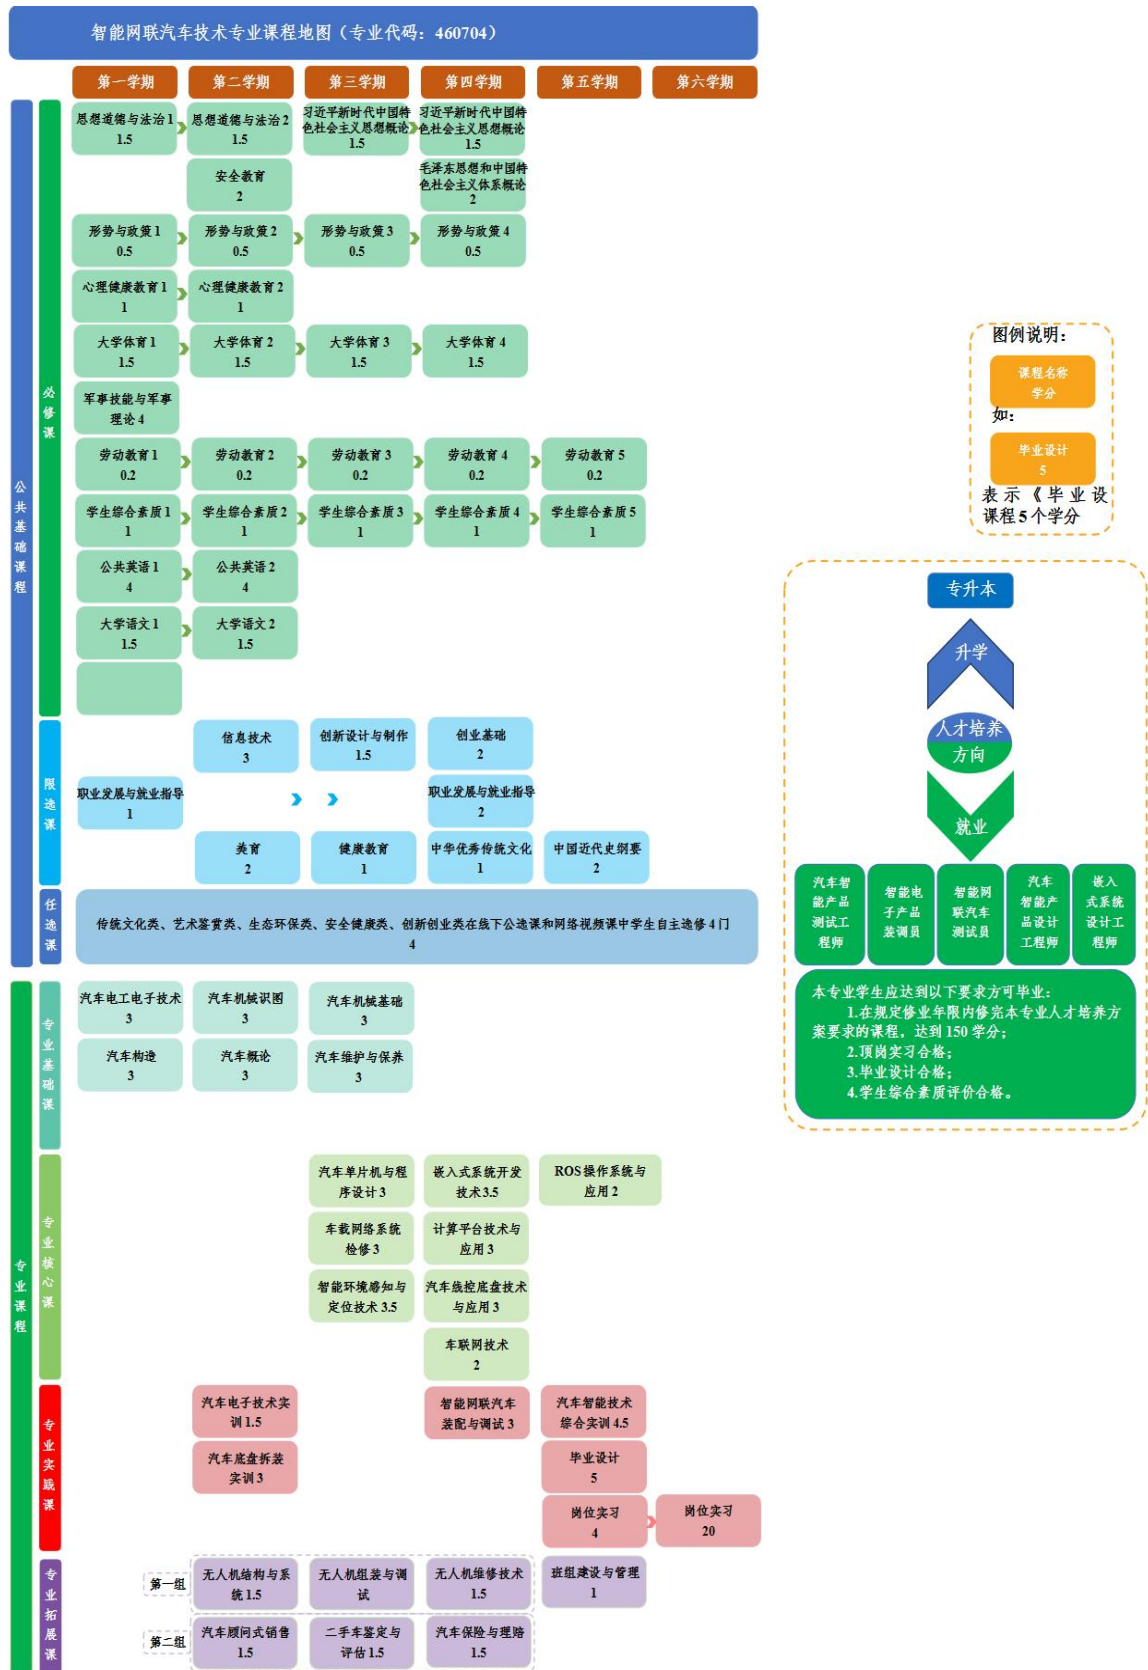 智能网联汽车技术专业课程地图（专业代码：460704）
第一学期
第二学期
第三学期
第四学期
第五学期
第六学期
公共基础课程
必修课
思想道德与法治1
1.5
思想道德与法治2
1.5
习近平新时代中国特
色社会主义思想概论
1.5
习近平新时代中国特
色社会主义思想概论
1.5
安全教育
2
毛泽东思想和中国特
色社会主义体系概论
2
形势与政策1
0.5
形势与政策2
0.5
形势与政策3
0.5
形势与政策4
0.5
心理健康教育1
1
心理健康教育2
1
大学体育1
1.5
大学体育2
1.5
大学体育3
1.5
大学体育4
1.5
军事技能与军事
理论4
劳动教育1
0.2
劳动教育2
0.2
劳动教育3
0.2
劳动教育4
0.2
劳动教育5
0.2
学生综合素质1
1
学生综合素质2
1
学生综合素质3
1
学生综合素质4
1
学生综合素质5
1
公共英语1
4
公共英语2
4
大学语文1
1.5
大学语文2
1.5
限选课
信息技术
3
创新设计与制作
1.5
创业基础
2
职业发展与就业指导
1
职业发展与就业指导
2
美育
2
健康教育
1
中华优秀传统文化
1
中国近代史纲要
2
任选课
传统文化类、艺术鉴赏类、生态环保类、安全健康类、创新创业类在线下公选课和网络视频课中学生自主选修4门
4
专业课程
专业基础课
汽车电工电子技术
3
汽车机械识图
3
汽车机械基础
3
汽车构造
3
汽车概论
3
汽车维护与保养
3
专业核心课
汽车单片机与程
序设计3
嵌入式系统开发
技术3.5
ROS操作系统与
应用2
车载网络系统
检修3
计算平台技术与
应用3
智能环境感知与
定位技术3.5
汽车线控底盘技术
与应用3
车联网技术
2
专业实践课
汽车电子技术实
训1.5
智能网联汽车
装配与调试3
汽车智能技术
综合实训4.5
汽车底盘拆装
实训3
毕业设计
5
岗位实习
4
岗位实习
20
专业拓展课
第一组
无人机结构与系
统1.5
无人机组装与调
试
无人机维修技术
1.5
班组建设与管理
1
第二组
汽车顾问式销售
1.5
二手车鉴定与
评估1.5
汽车保险与理赔
1.5
图例说明：
课程名称
学分
如：
毕业设计
5
表示《毕业设
课程5个学分
专升本
升学
人才培养
方向
就业
汽车智
能产品
测试工
程师
智能电
子产品
装调员
智能网
联汽车
测试员
汽车
智能产
品设计
工程师
嵌入
式系统
设计工
程师
本专业学生应达到以下要求方可毕业：
1.在规定修业年限内修完本专业人才培养方
案要求的课程，达到150学分；
2.顶岗实习合格；
3.毕业设计合格；
4.学生综合素质评价合格。